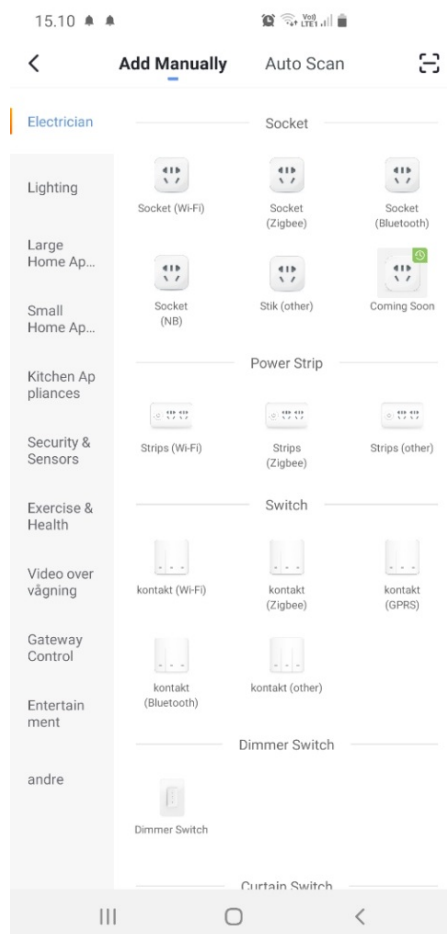 15.10
Vo))
LTE1
Add Manually
Auto Scan
Electrician
Lighting
Large
Home Ap...
Small
Home Ap...
Kitchen Ap
pliances
Security &
Sensors
Exercise &
Health
Video over
vågning
Gateway
Control
Entertain
ment
andre
Socket
Socket (Wi-Fi)
Socket
(Zigbee)
Socket
(Bluetooth)
Socket
(NB)
Stik (other)
Coming Soon
Power Strip
Strips (Wi-Fi)
Strips
(Zigbee)
Strips (other)
Switch
kontakt (Wi-Fi)
kontakt
(Zigbee)
kontakt
(GPRS)
kontakt
(Bluetooth)
kontakt (other)
Dimmer Switch
Dimmer Switch
Curtain Switch